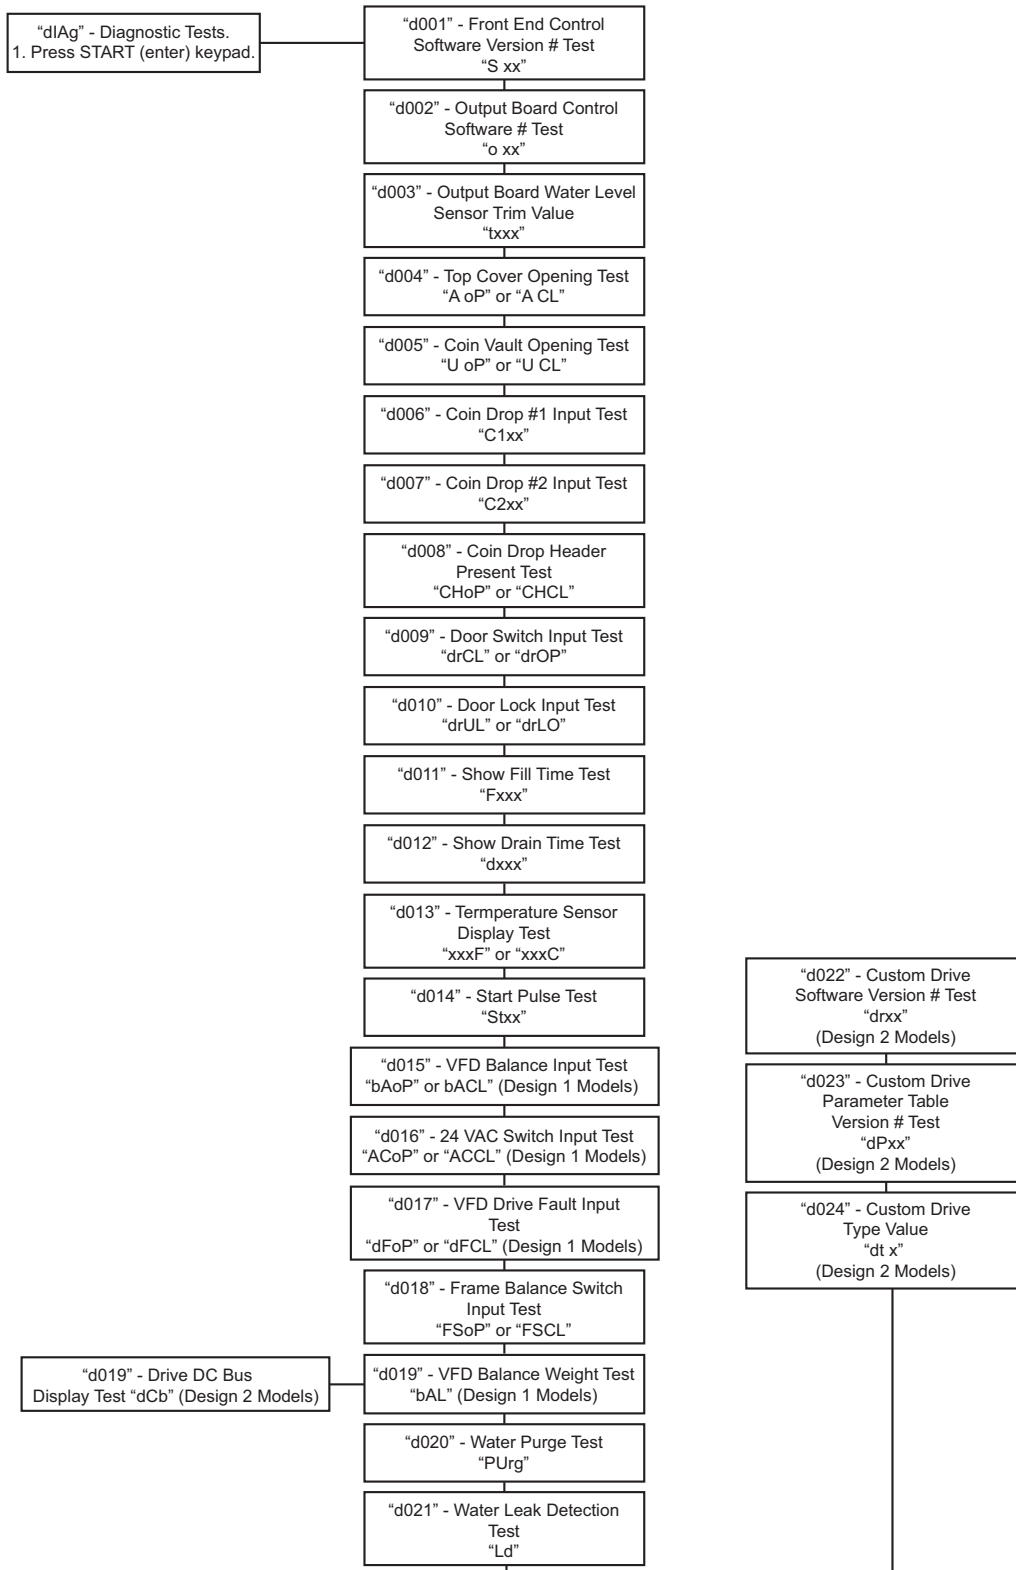 “dIAg” - Diagnostic Tests.
1. Press START (enter) keypad.
“d001” - Front End Control
Software Version # Test
“S xx”
“d002” - Output Board Control
Software # Test
“o xx”
“d003” - Output Board Water Level
Sensor Trim Value
“txxx”
“d004” - Top Cover Opening Test
“A oP” or “A CL”
“d005” - Coin Vault Opening Test
“U oP” or “U CL”
“d006” - Coin Drop #1 Input Test
“C1xx”
“d007” - Coin Drop #2 Input Test
“C2xx”
“d008” - Coin Drop Header
Present Test
“CHoP” or “CHCL”
“d009” - Door Switch Input Test
“drCL” or “drOP”
“d010” - Door Lock Input Test
“drUL” or “drLO”
“d011” - Show Fill Time Test
“Fxxx”
“d012” - Show Drain Time Test
“dxxx”
“d013” - Termperature Sensor
Display Test
“xxxF” or “xxxC”
“d014” - Start Pulse Test
“Stxx”
“d015” - VFD Balance Input Test
“bAoP” or bACL” (Design 1 Models)
“d016” - 24 VAC Switch Input Test
“ACoP” or “ACCL” (Design 1 Models)
“d017” - VFD Drive Fault Input
Test
“dFoP” or “dFCL” (Design 1 Models)
“d018” - Frame Balance Switch
Input Test
“FSoP” or “FSCL”
“d019” - Drive DC Bus
Display Test “dCb” (Design 2 Models)
“d019” - VFD Balance Weight Test
“bAL” (Design 1 Models)
“d020” - Water Purge Test
“PUrg”
“d021” - Water Leak Detection
Test
“Ld”
“d022” - Custom Drive
Software Version # Test
“drxx”
(Design 2 Models)
“d023” - Custom Drive
Parameter Table
Version # Test
“dPxx”
(Design 2 Models)
“d024” - Custom Drive
Type Value
“dt x”
(Design 2 Models)